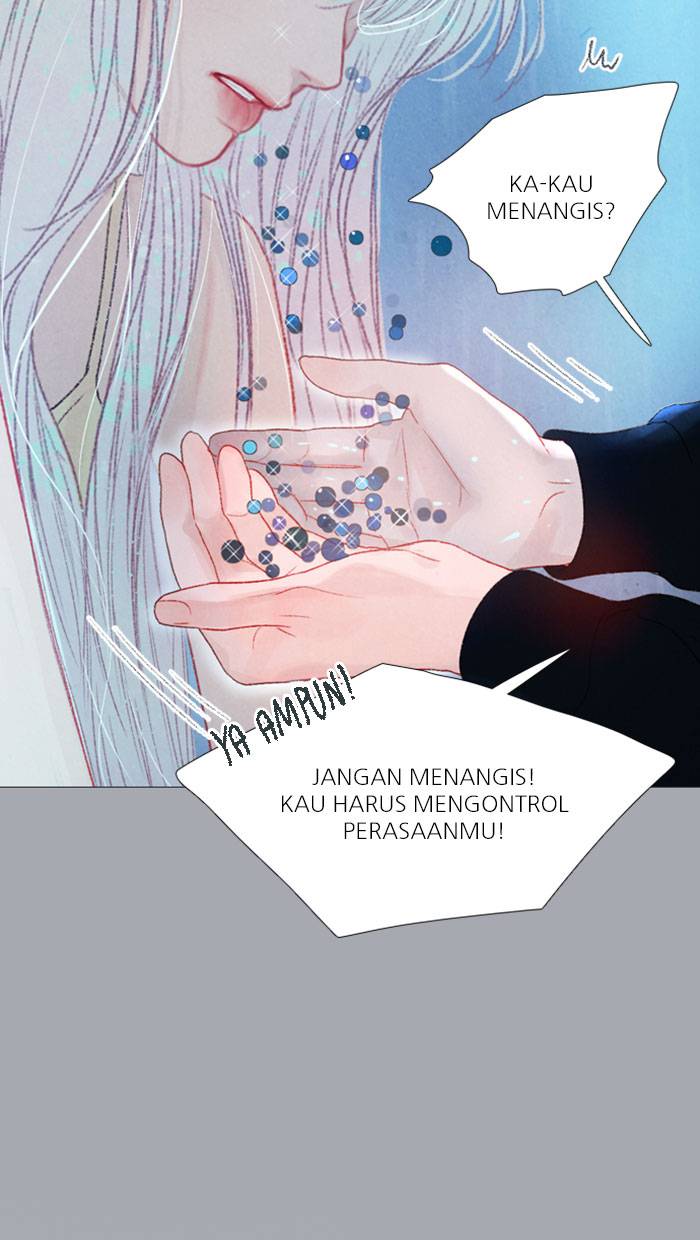 KA-KAU
MENANGIS?
YA AMPUN!
JANGAN MENANGIS!
KAU HARUS MENGONTROL
PERASAANMU!